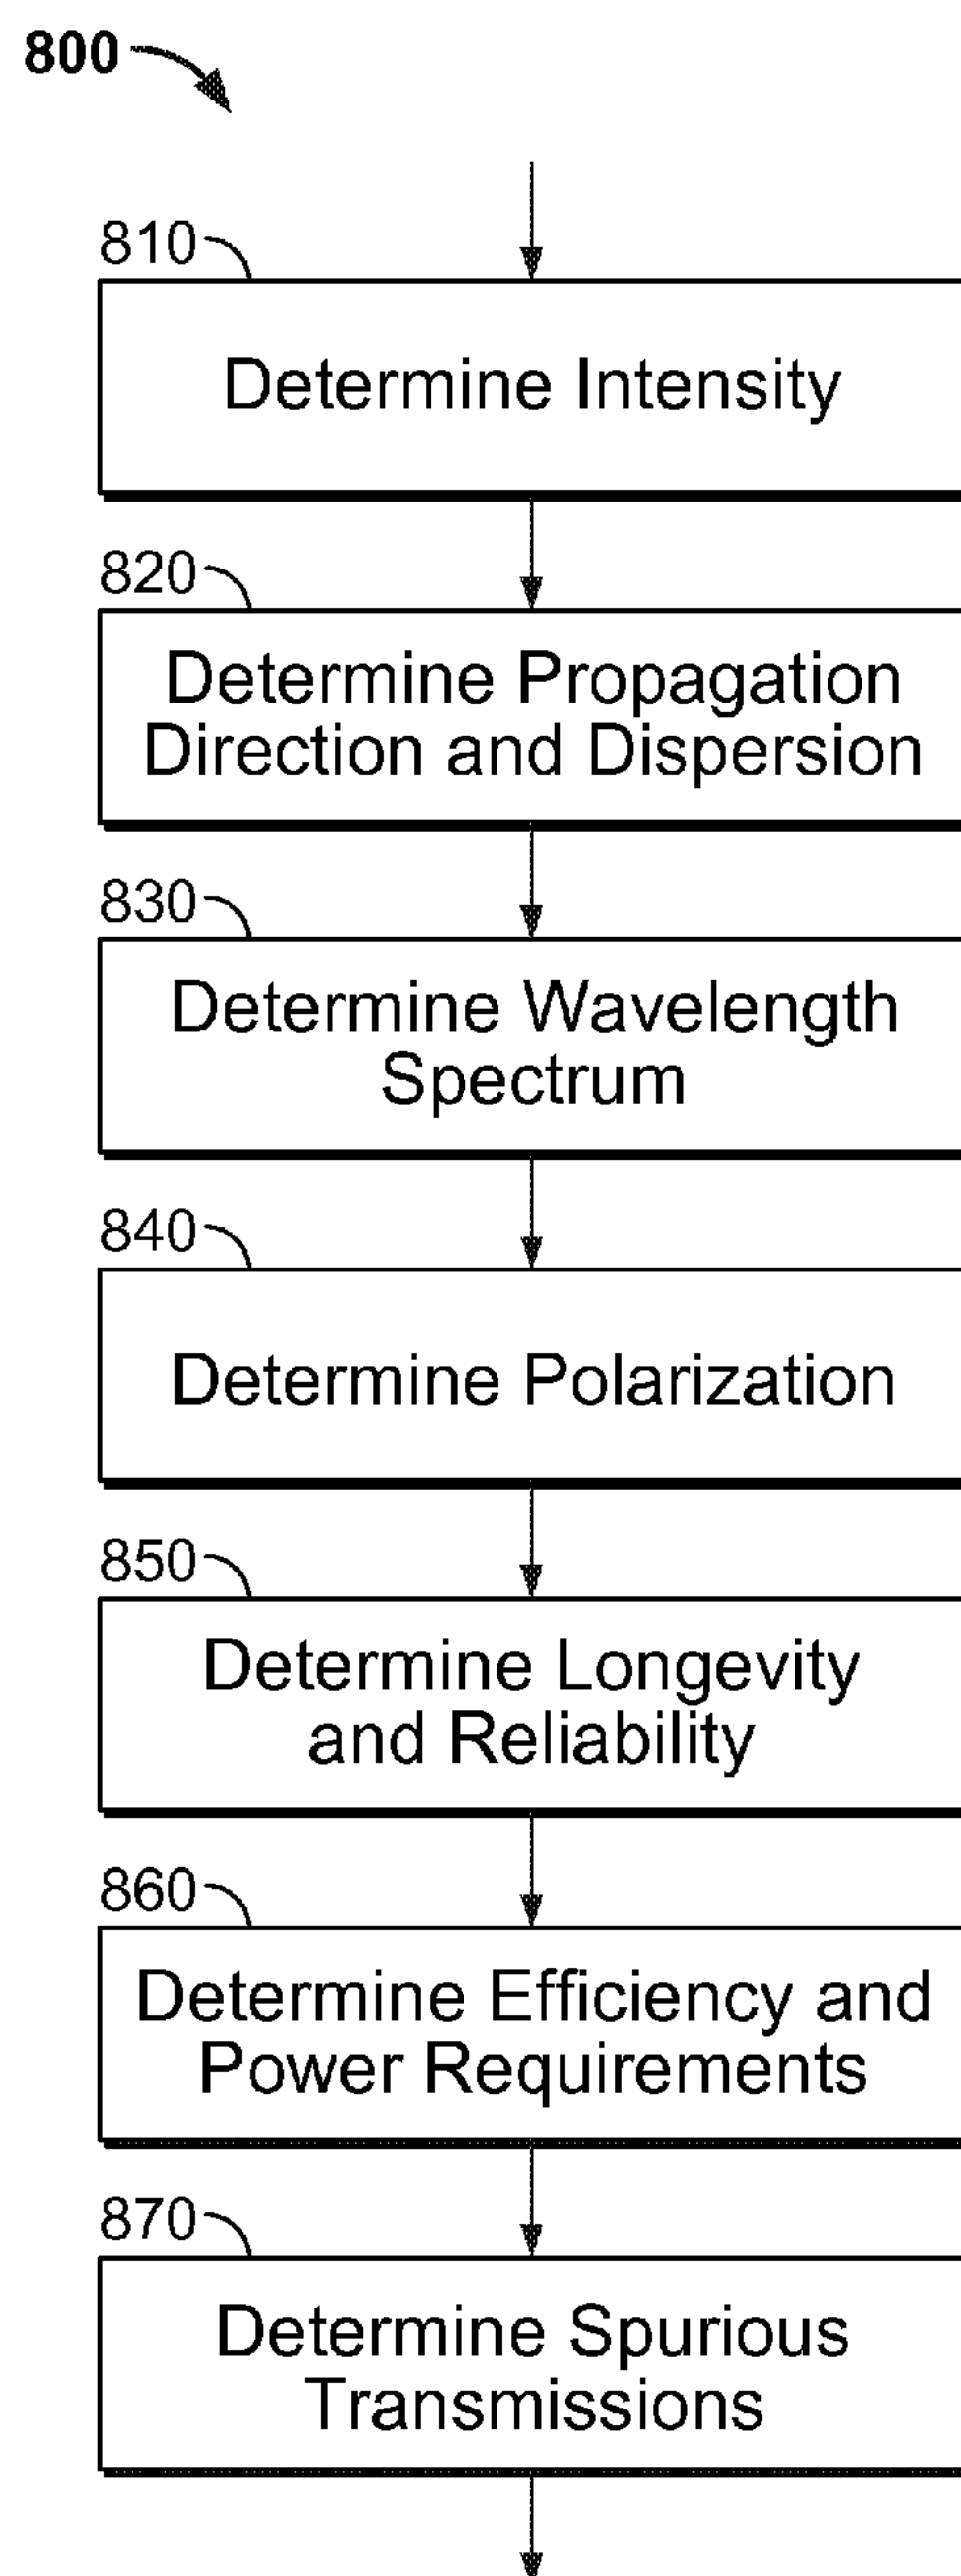 800
810
Determine Intensity
820
Determine Propagation
Direction and Dispersion
830
Determine Wavelength
Spectrum
840
Determine Polarization
850
Determine Longevity
and Reliability
860
Determine Efficiency and
Power Requirements
870
Determine Spurious
Transmissions